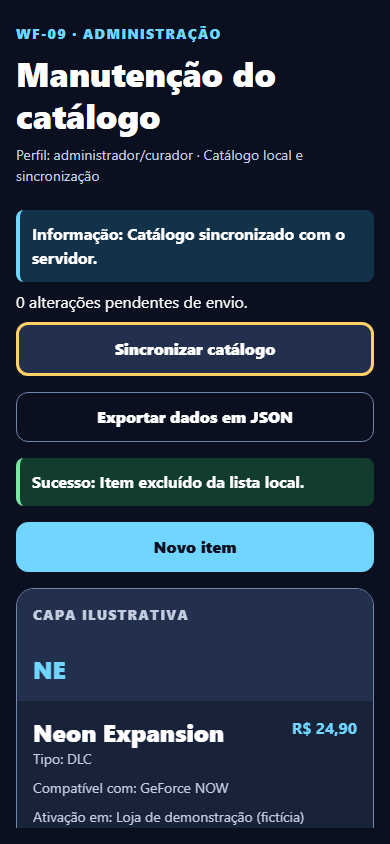 WF-09 · ADMINISTRAÇÃO
Manutenção do
catálogo
Perfil: administrador/curador · Catálogo local e
sincronização
Informação: Catálogo sincronizado com o
servidor.
0 alterações pendentes de envio.
Sincronizar catálogo
Exportar dados em JSON
Sucesso: Item excluído da lista local.
Novo item
CAPA ILUSTRATIVA
NE
Neon Expansion
R$ 24,90
Tipo: DLC
Compatível com: GeForce NOW
Ativação em: Loja de demonstração (fictícia)